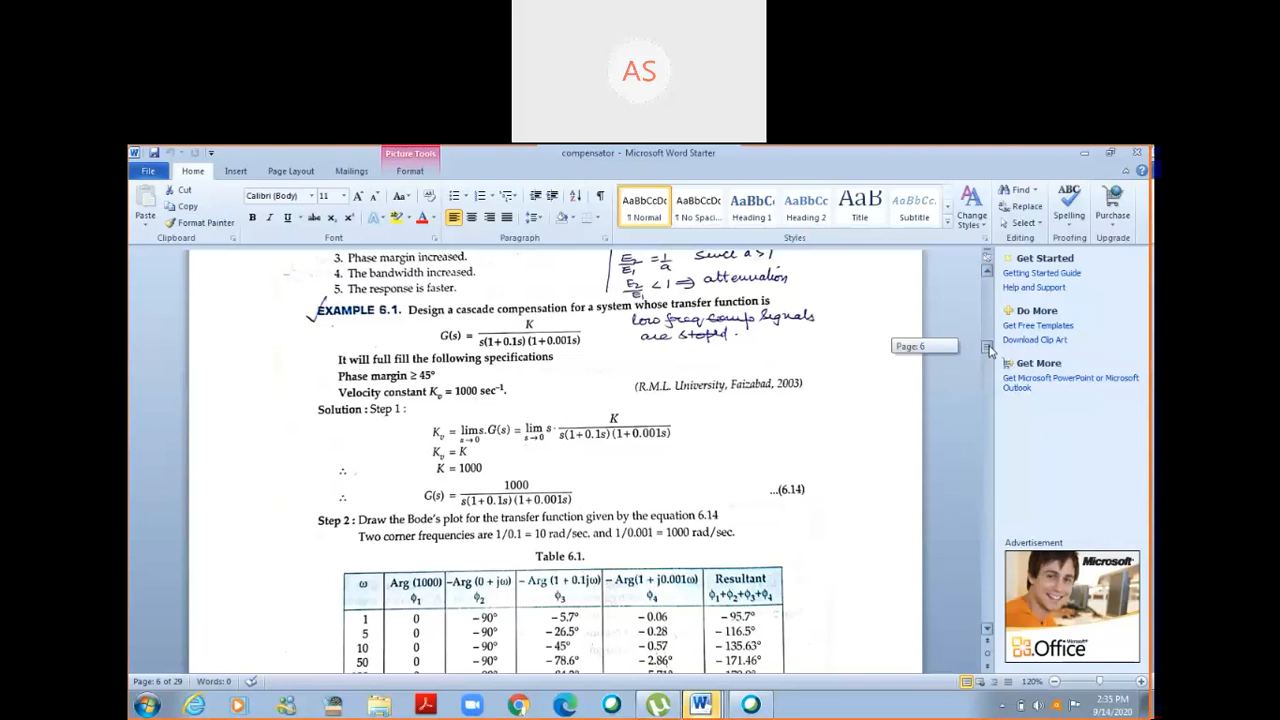 AS
Picture Tools
compensator - Microsoft Word Starter
File Home Insert Page Layout Mailings Format
Cut
Copy
Format Painter
Paste
Clipboard
Calibri (Body) 11
Font
Paragraph
AaBbCcDc AaBbCcDc AaBbC AaBbCc AaB AaBbCc.
¶ Normal ¶ No Spaci... Heading 1 Heading 2 Title Subtitle
Change Styles
Styles
Find
Replace
Select
Editing
Spelling
Proofing
Purchase
Upgrade
3. Phase margin increased.
4. The bandwidth increased.
5. The response is faster.
E2/E1 = 1/a since a > 1
E2/E1 < 1 ⟹ attenuation
EXAMPLE 6.1. Design a cascade compensation for a system whose transfer function is
low freq comp signals
are stoped.
G(s) = K / s(1+0.1s)(1+0.001s)
It will full fill the following specifications
Phase margin ≥ 45°
Velocity constant Kv = 1000 sec⁻¹.
(R.M.L. University, Faizabad, 2003)
Solution : Step 1 :
Kv = lim s→0 s.G(s) = lim s→0 s · K / s(1+0.1s)(1+0.001s)
Kv = K
∴ K = 1000
∴ G(s) = 1000 / s(1+0.1s)(1+0.001s) ...(6.14)
Step 2 : Draw the Bode's plot for the transfer function given by the equation 6.14
Two corner frequencies are 1/0.1 = 10 rad/sec. and 1/0.001 = 1000 rad/sec.
Table 6.1.
ω Arg (1000) φ1 -Arg (0 + jω) φ2 - Arg (1 + 0.1jω) φ3 - Arg(1 + j0.001ω) φ4 Resultant φ1+φ2+φ3+φ4
1 0 - 90° - 5.7° - 0.06 - 95.7°
5 0 - 90° - 26.5° - 0.28 - 116.5°
10 0 - 90° - 45° - 0.57 - 135.63°
50 0 - 90° - 78.6° - 2.86° - 171.46°
Page: 6
Get Started
Getting Started Guide
Help and Support
Do More
Get Free Templates
Download Clip Art
Get More
Get Microsoft PowerPoint or Microsoft
Outlook
Advertisement
Microsoft
Office
Page: 6 of 29 Words: 0
120%
2:35 PM
9/14/2020